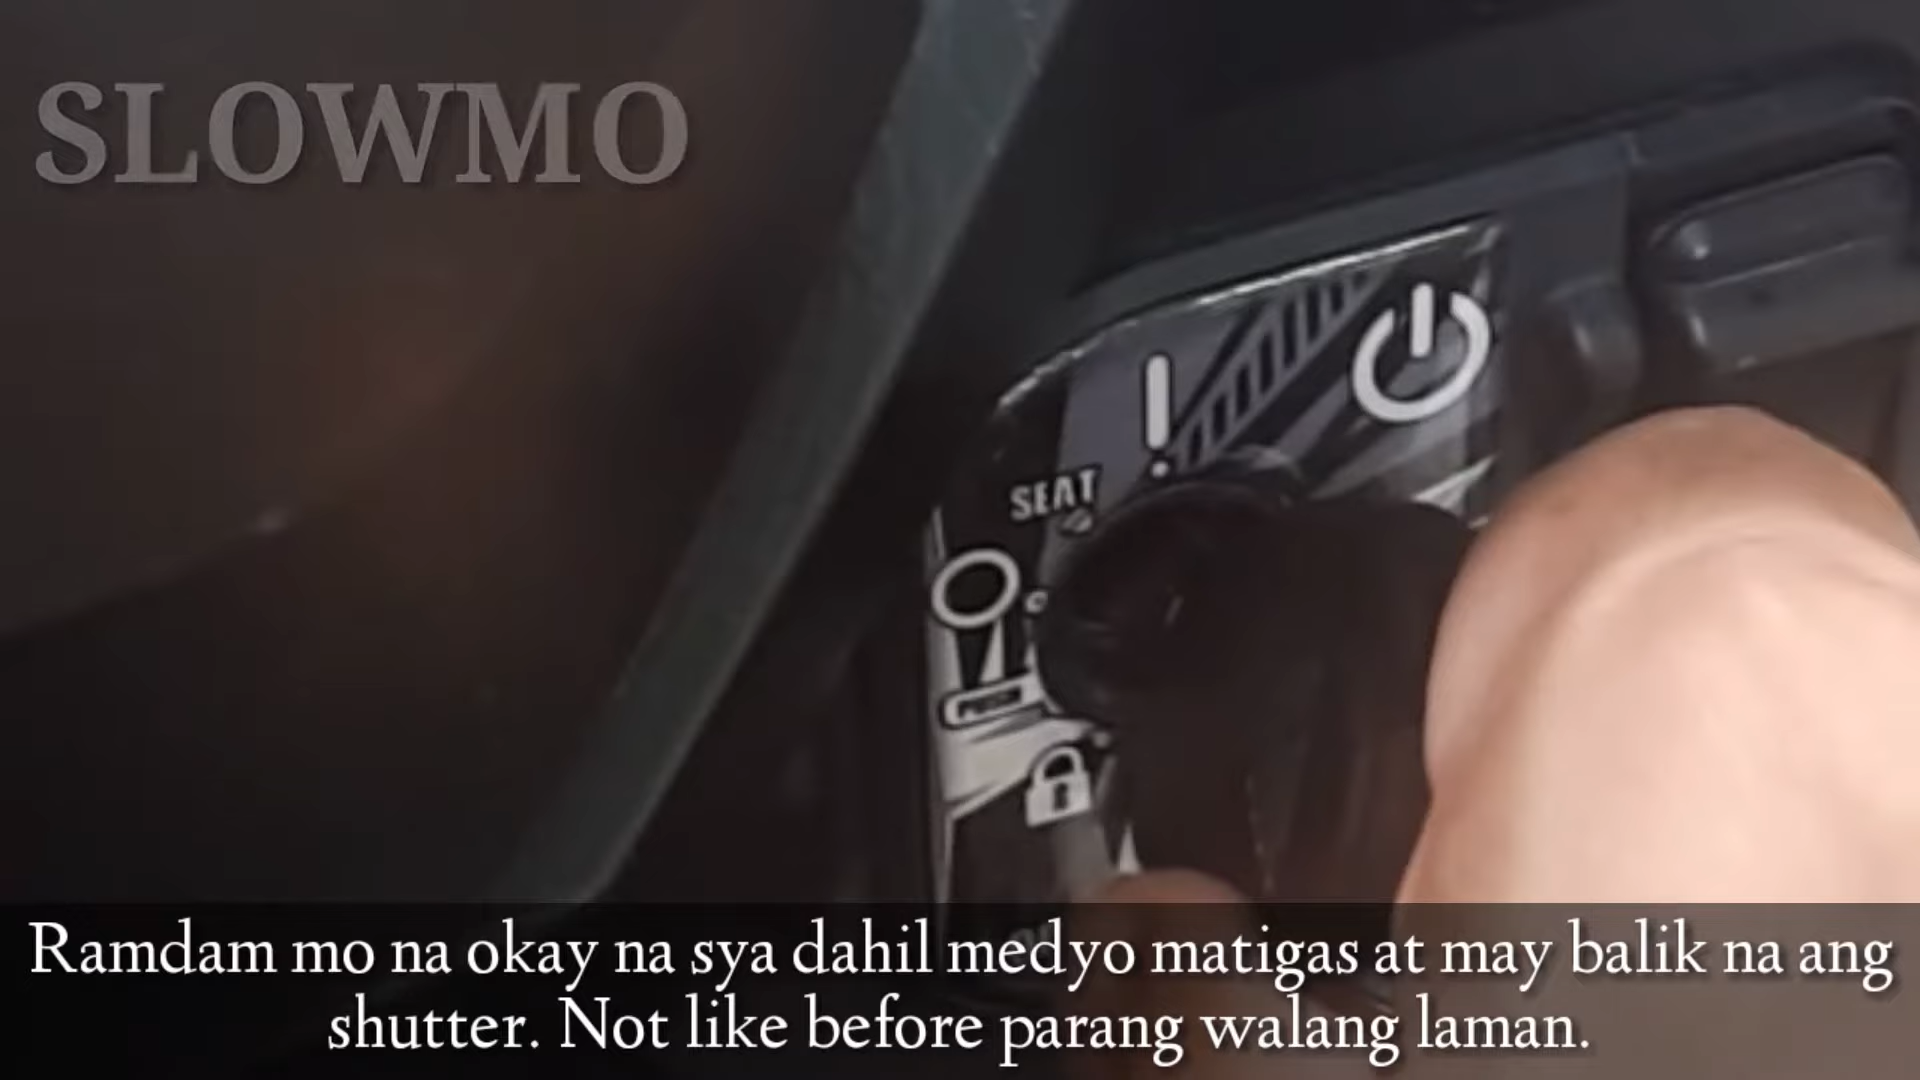 SLOWMO
SEAT
PUSH
Ramdam mo na okay na sya dahil medyo matigas at may balik na ang
shutter. Not like before parang walang laman.